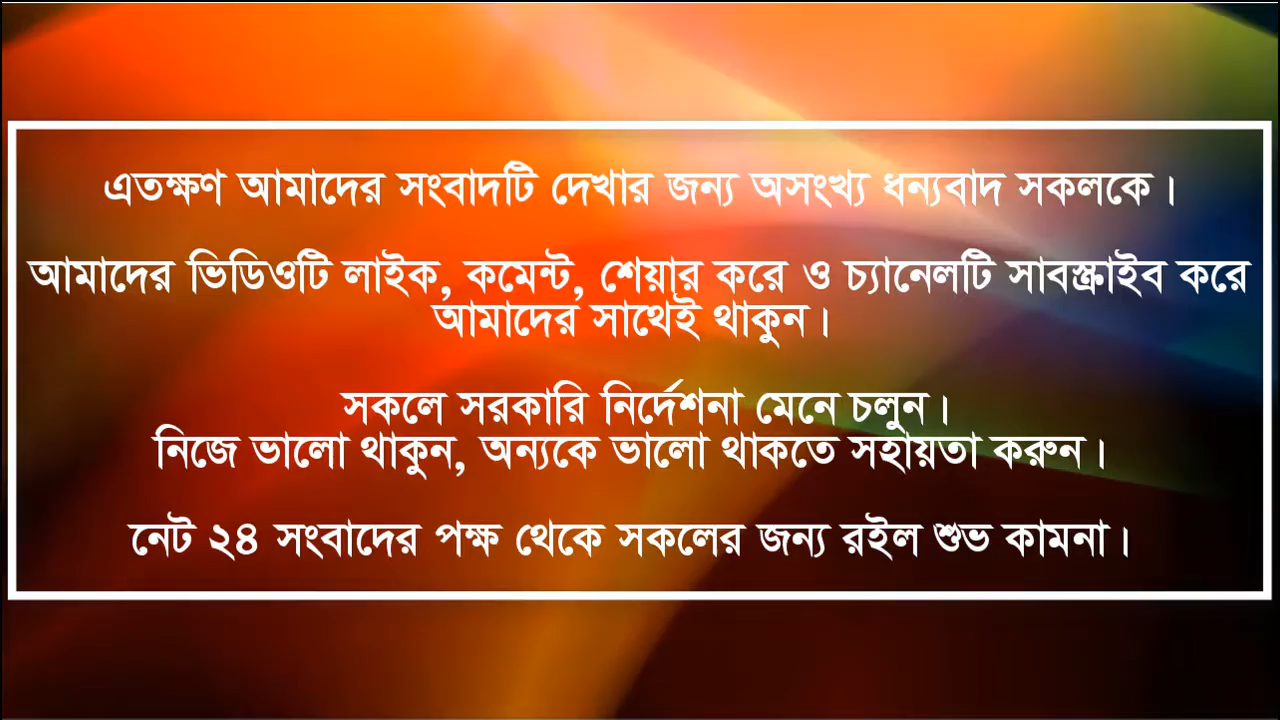 এতক্ষণ আমাদের সংবাদটি দেখার জন্য অসংখ্য ধন্যবাদ সকলকে।
আমাদের ভিডিওটি লাইক, কমেন্ট, শেয়ার করে ও চ্যানেলটি সাবস্ক্রাইব করে
আমাদের সাথেই থাকুন।
সকলে সরকারি নির্দেশনা মেনে চলুন।
নিজে ভালো থাকুন, অন্যকে ভালো থাকতে সহায়তা করুন।
নেট ২৪ সংবাদের পক্ষ থেকে সকলের জন্য রইল শুভ কামনা।